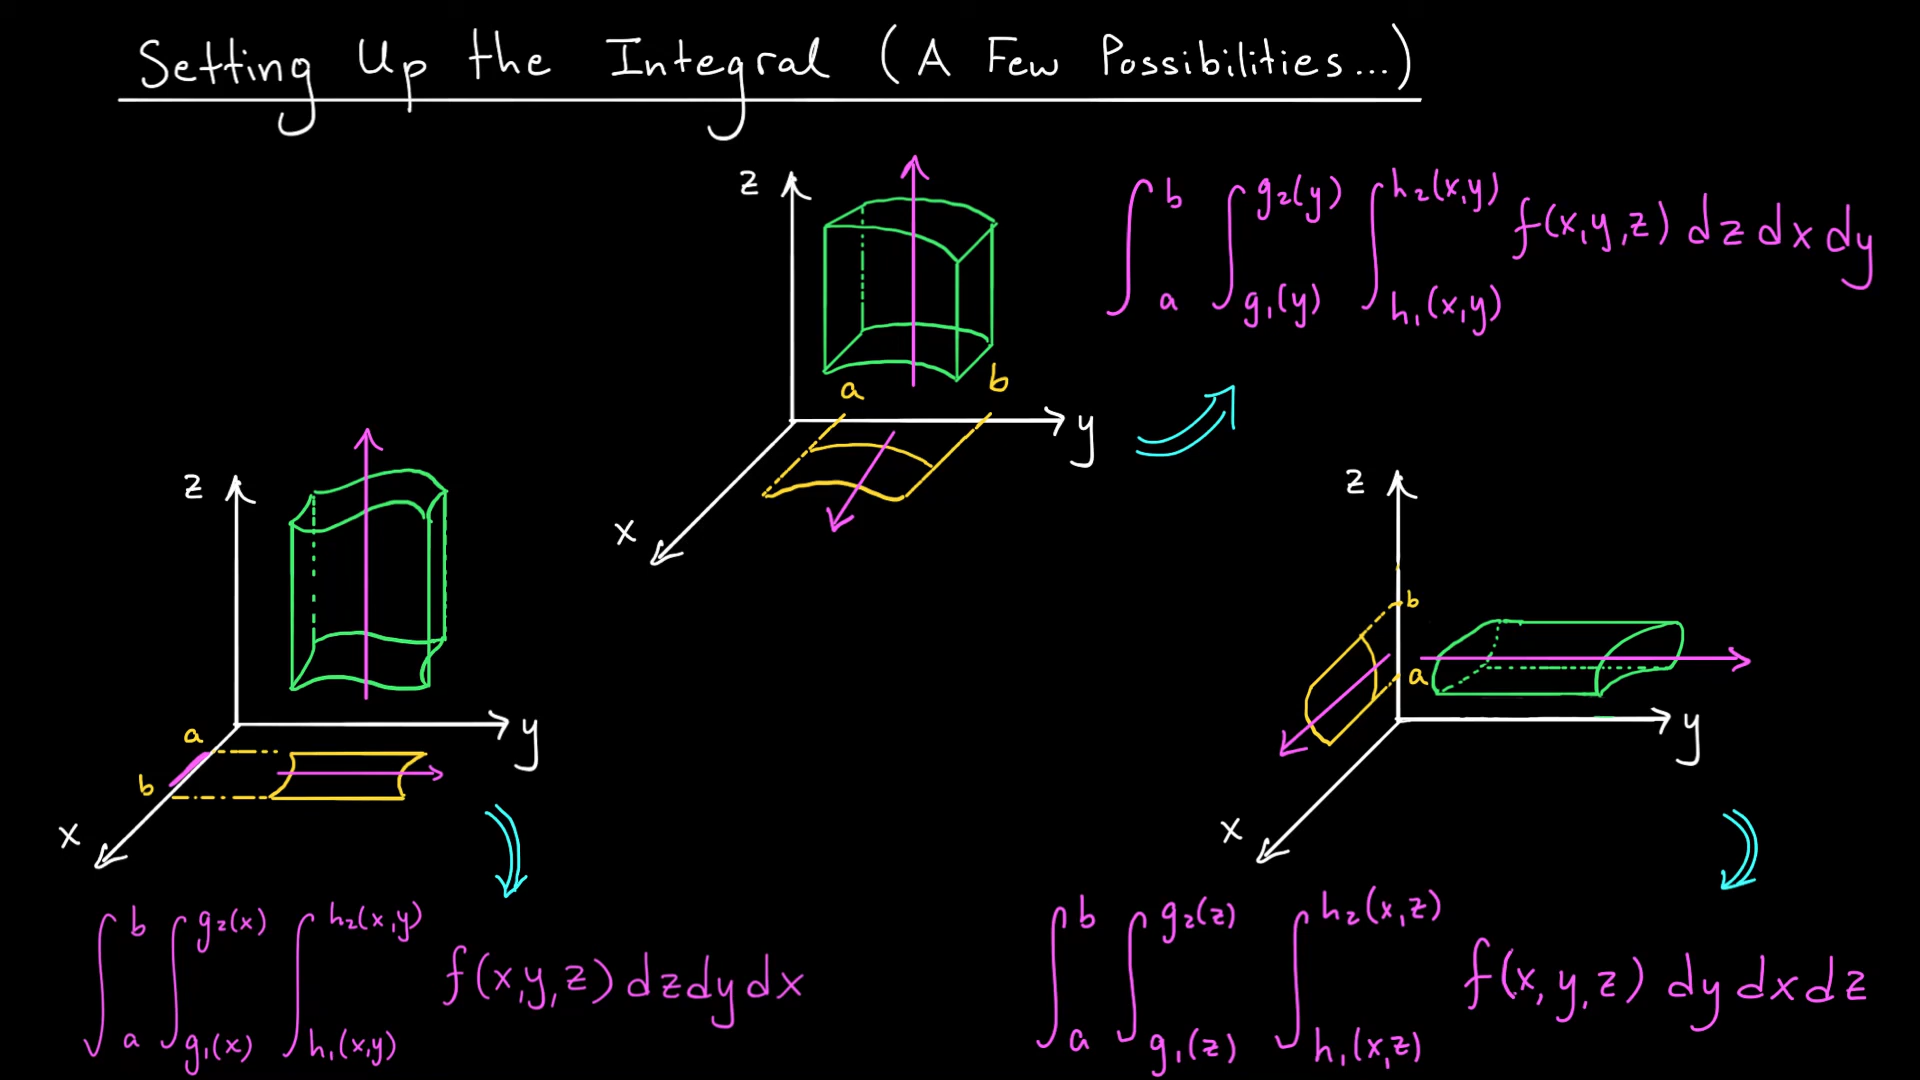 Setting Up the Integral (A Few Possibilities...)
z
a
b
y
x
∫_a^b ∫_{g₁(y)}^{g₂(y)} ∫_{h₁(x,y)}^{h₂(x,y)} f(x,y,z) dz dx dy
z
a
b
y
x
∫_a^b ∫_{g₁(x)}^{g₂(x)} ∫_{h₁(x,y)}^{h₂(x,y)} f(x,y,z) dz dy dx
z
b
a
y
x
∫_a^b ∫_{g₁(z)}^{g₂(z)} ∫_{h₁(x,z)}^{h₂(x,z)} f(x,y,z) dy dx dz